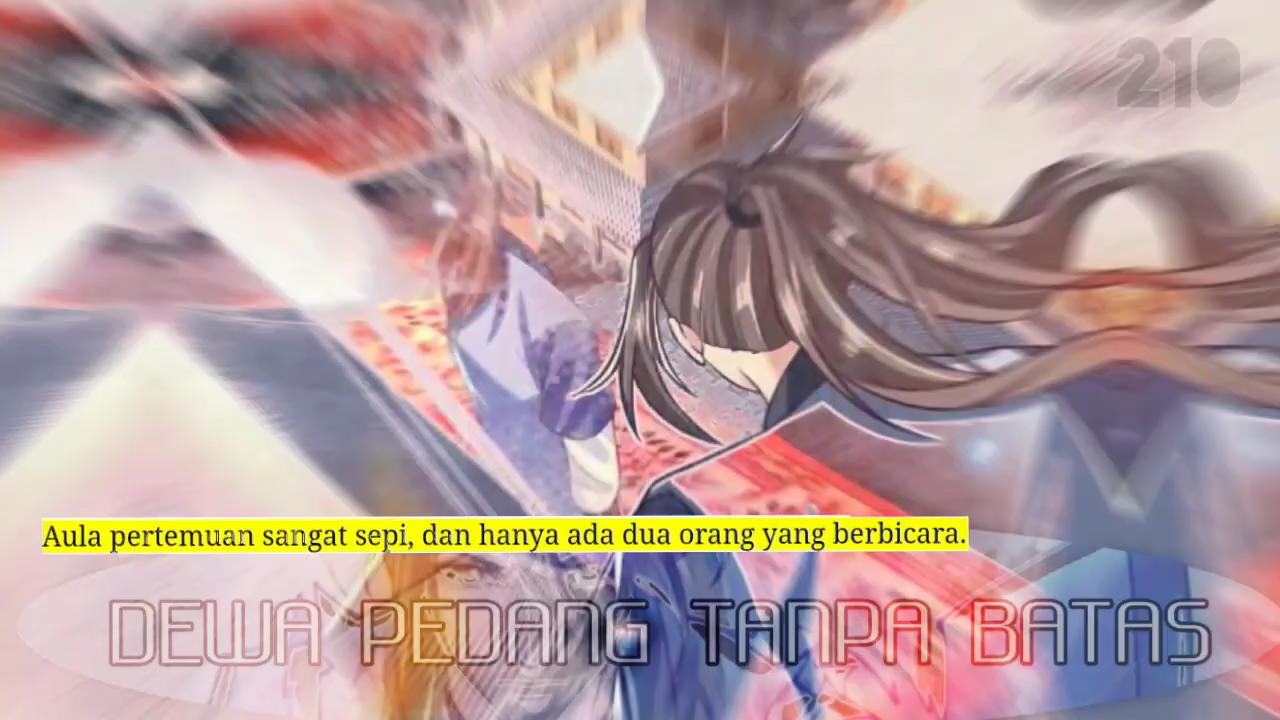 210
Aula pertemuan sangat sepi, dan hanya ada dua orang yang berbicara.
DEWA PEDANG TANPA BATAS